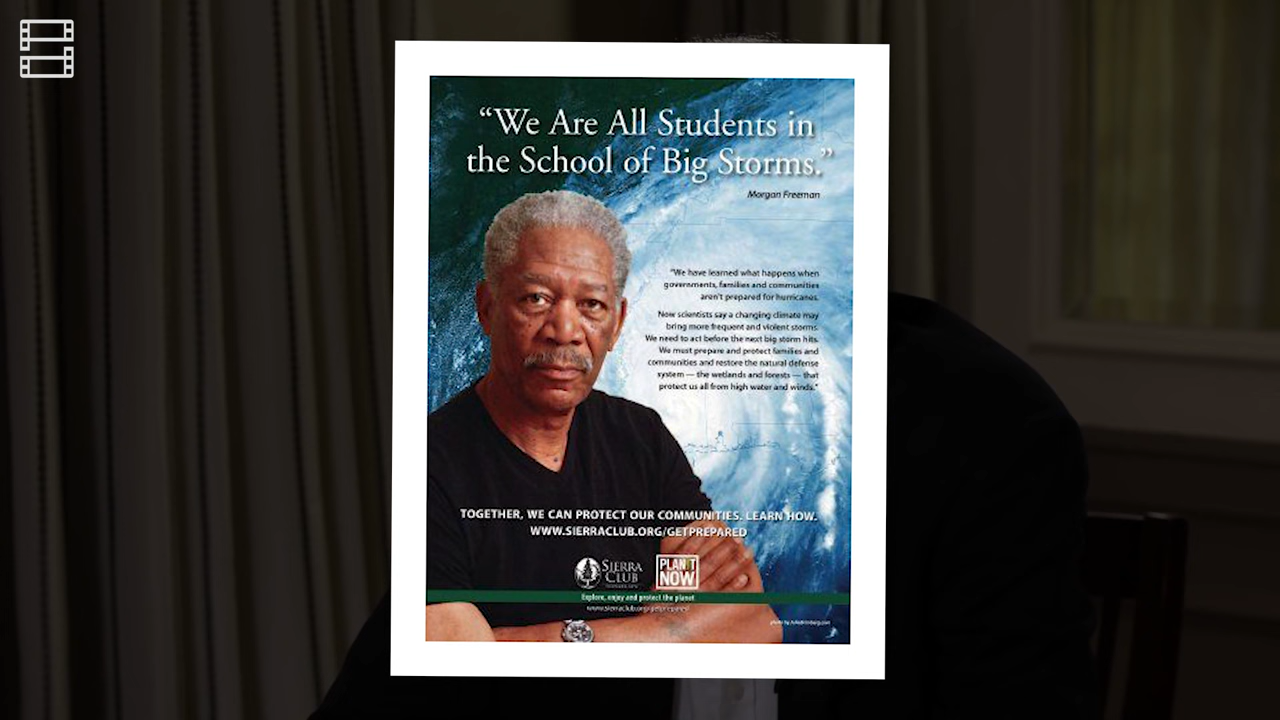 “We Are All Students in
the School of Big Storms.”
Morgan Freeman
"We have learned what happens when
governments, families and communities
aren't prepared for hurricanes.
Now scientists say a changing climate may
bring more frequent and violent storms.
We need to act before the next big storm hits.
We must prepare and protect families and
communities and restore the natural defense
system — the wetlands and forests — that
protect us all from high water and winds."
TOGETHER, WE CAN PROTECT OUR COMMUNITIES. LEARN HOW.
WWW.SIERRACLUB.ORG/GETPREPARED
SIERRA
CLUB
PLAN!T
NOW
Explore, enjoy and protect the planet
www.sierraclub.org/getprepared